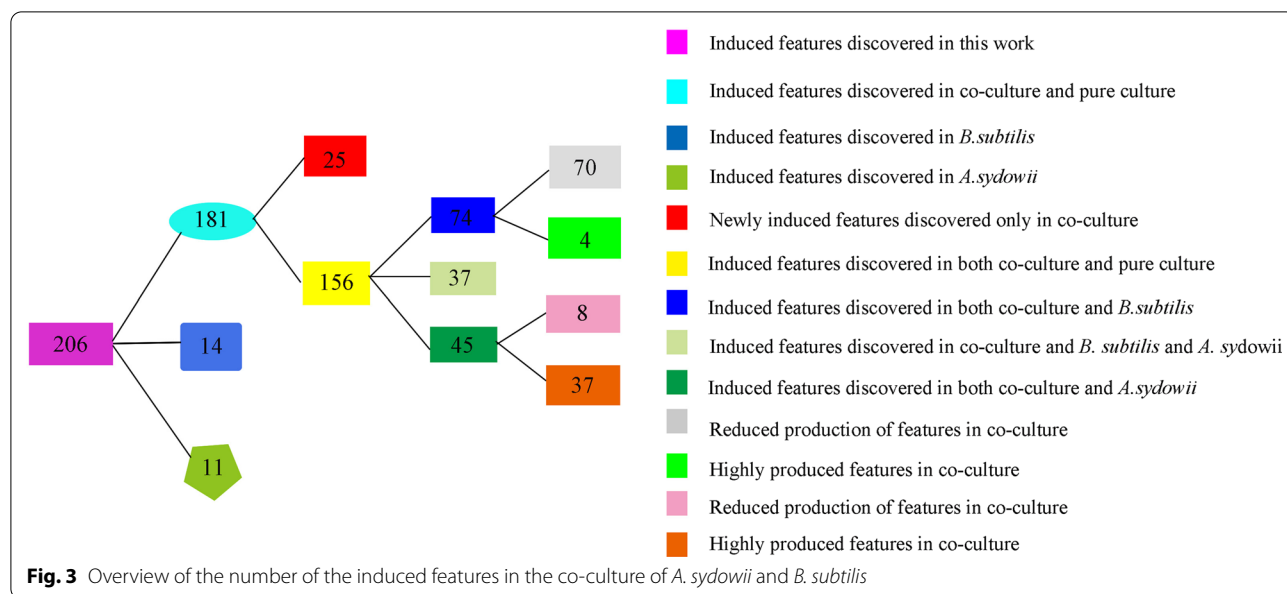 206
181
14
11
25
156
74
37
45
70
4
8
37
Induced features discovered in this work
Induced features discovered in co-culture and pure culture
Induced features discovered in B.subtilis
Induced features discovered in A.sydowii
Newly induced features discovered only in co-culture
Induced features discovered in both co-culture and pure culture
Induced features discovered in both co-culture and B.subtilis
Induced features discovered in co-culture and B. subtilis and A. sydowii
Induced features discovered in both co-culture and A.sydowii
Reduced production of features in co-culture
Highly produced features in co-culture
Reduced production of features in co-culture
Highly produced features in co-culture
Fig. 3 Overview of the number of the induced features in the co-culture of A. sydowii and B. subtilis